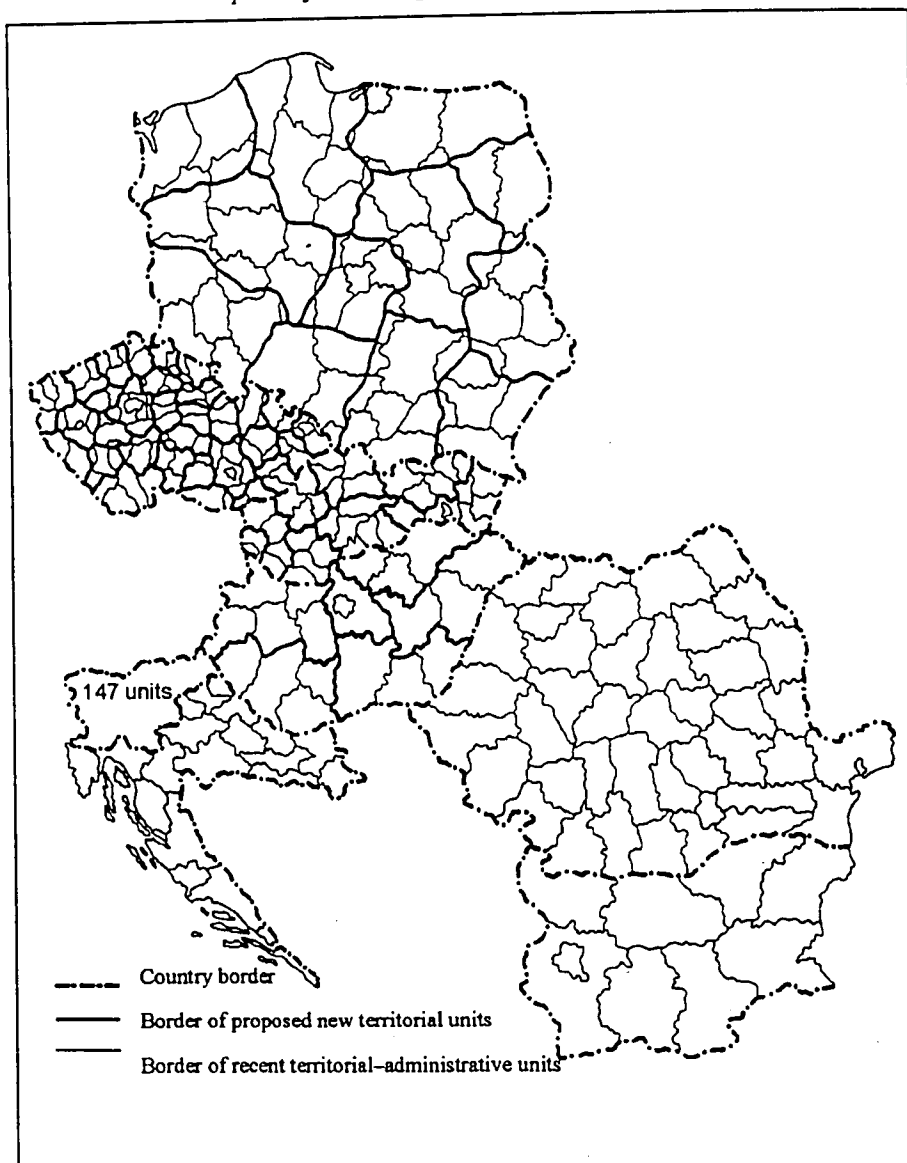 147 units
Country border
Border of proposed new territorial units
Border of recent territorial–administrative units